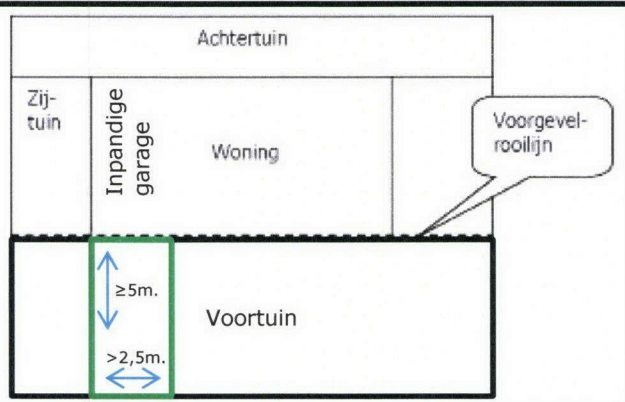 Achtertuin
Zij-
tuin
Inpandige
garage
Woning
Voorgevel-
rooilijn
≥5m.
Voortuin
>2,5m.